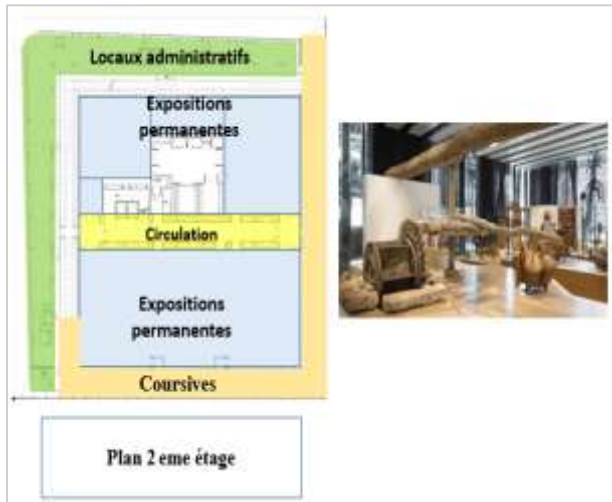 Locaux administratifs
Expositions
permanentes
Circulation
Expositions
permanentes
Coursives
Plan 2 eme étage